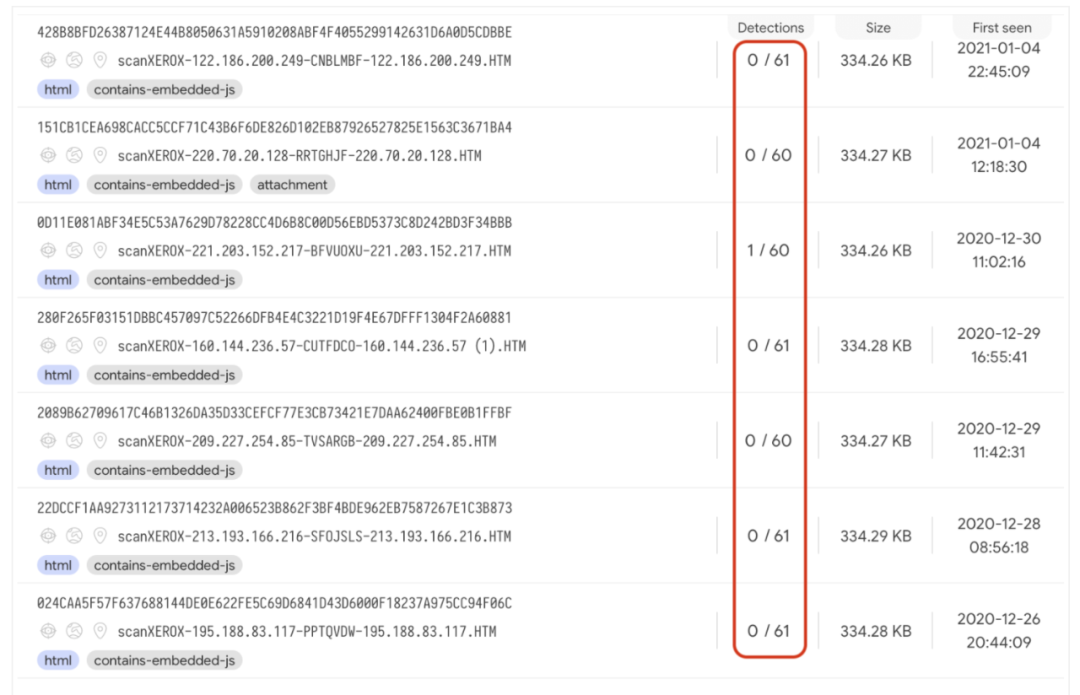 Detections Size First seen
428B8BFD26387124E44B8050631A5910208ABF4F4055299142631D6A0D5CDBBE
scanXEROX-122.186.200.249-CNBLMBF-122.186.200.249.HTM 0 / 61 334.26 KB 2021-01-04
22:45:09
html contains-embedded-js
151CB1CEA698CACC5CCF71C43B6F6DE826D102EB87926527825E1563C3671BA4
scanXEROX-220.70.20.128-RRTGHJF-220.70.20.128.HTM 0 / 60 334.27 KB 2021-01-04
12:18:30
html contains-embedded-js attachment
0D11E081ABF34E5C53A7629D78228CC4D6B8C00D56EBD5373C8D242BD3F34BBB
scanXEROX-221.203.152.217-BFVUOXU-221.203.152.217.HTM 1 / 60 334.26 KB 2020-12-30
11:02:16
html contains-embedded-js
280F265F03151DBBC457097C52266DFB4E4C3221D19F4E67DFFF1304F2A60881
scanXEROX-160.144.236.57-CUTFDCO-160.144.236.57 (1).HTM 0 / 61 334.28 KB 2020-12-29
16:55:41
html contains-embedded-js
2089B62709617C46B1326DA35D33CEFCF77E3CB73421E7DAA62400FBE0B1FFBF
scanXEROX-209.227.254.85-TVSARGB-209.227.254.85.HTM 0 / 60 334.27 KB 2020-12-29
11:42:31
html contains-embedded-js
22DCCF1AA9273112173714232A006523B862F3BF4BDE962EB7587267E1C3B873
scanXEROX-213.193.166.216-SFOJSLS-213.193.166.216.HTM 0 / 61 334.29 KB 2020-12-28
08:56:18
html contains-embedded-js
024CAA5F57F637688144DE0E622FE5C69D6841D43D6000F18237A975CC94F06C
scanXEROX-195.188.83.117-PPTQVDW-195.188.83.117.HTM 0 / 61 334.28 KB 2020-12-26
20:44:09
html contains-embedded-js